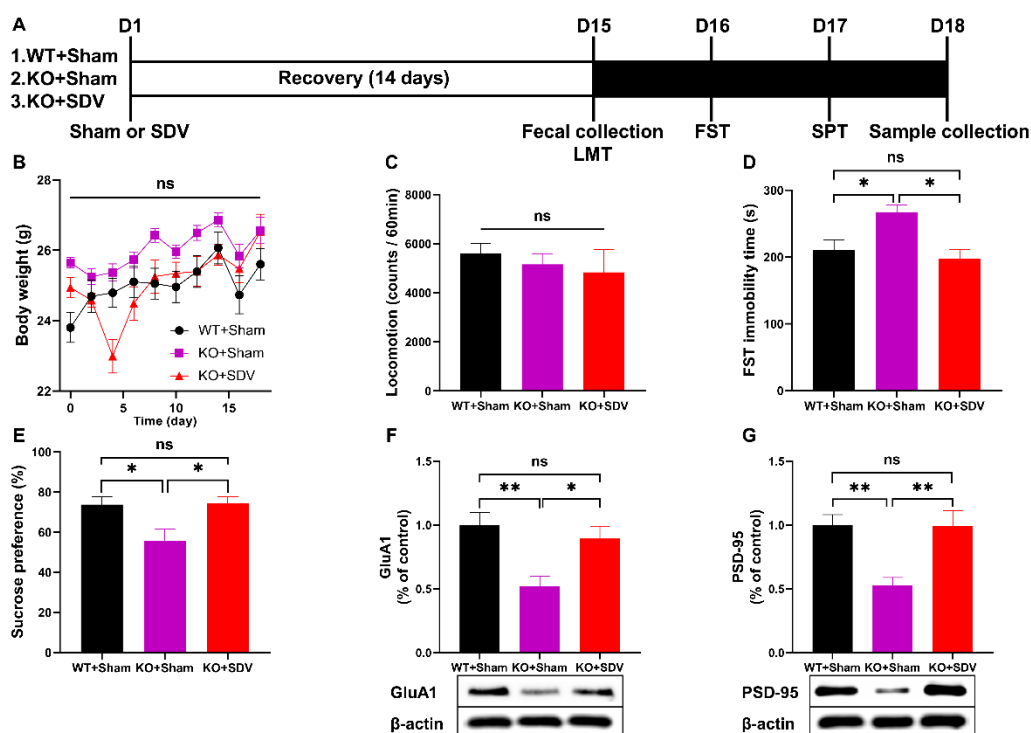 A
D1 D15 D16 D17 D18
1.WT+Sham
2.KO+Sham
3.KO+SDV
Recovery (14 days)
Sham or SDV
Fecal collection
LMT
FST
SPT
Sample collection
B
ns
Body weight (g)
28
26
24
22
WT+Sham
KO+Sham
KO+SDV
0 5 10 15
Time (day)
C
ns
Locomotion (counts / 60min)
8000
6000
4000
2000
0
WT+Sham KO+Sham KO+SDV
D
ns
* *
FST immobility time (s)
300
200
100
0
WT+Sham KO+Sham KO+SDV
E
ns
* *
Sucrose preference (%)
100
80
60
40
20
0
WT+Sham KO+Sham KO+SDV
F
ns
** *
GluA1
(% of control)
1.5
1.0
0.5
0.0
WT+Sham KO+Sham KO+SDV
GluA1
β-actin
G
ns
** **
PSD-95
(% of control)
1.5
1.0
0.5
0.0
WT+Sham KO+Sham KO+SDV
PSD-95
β-actin